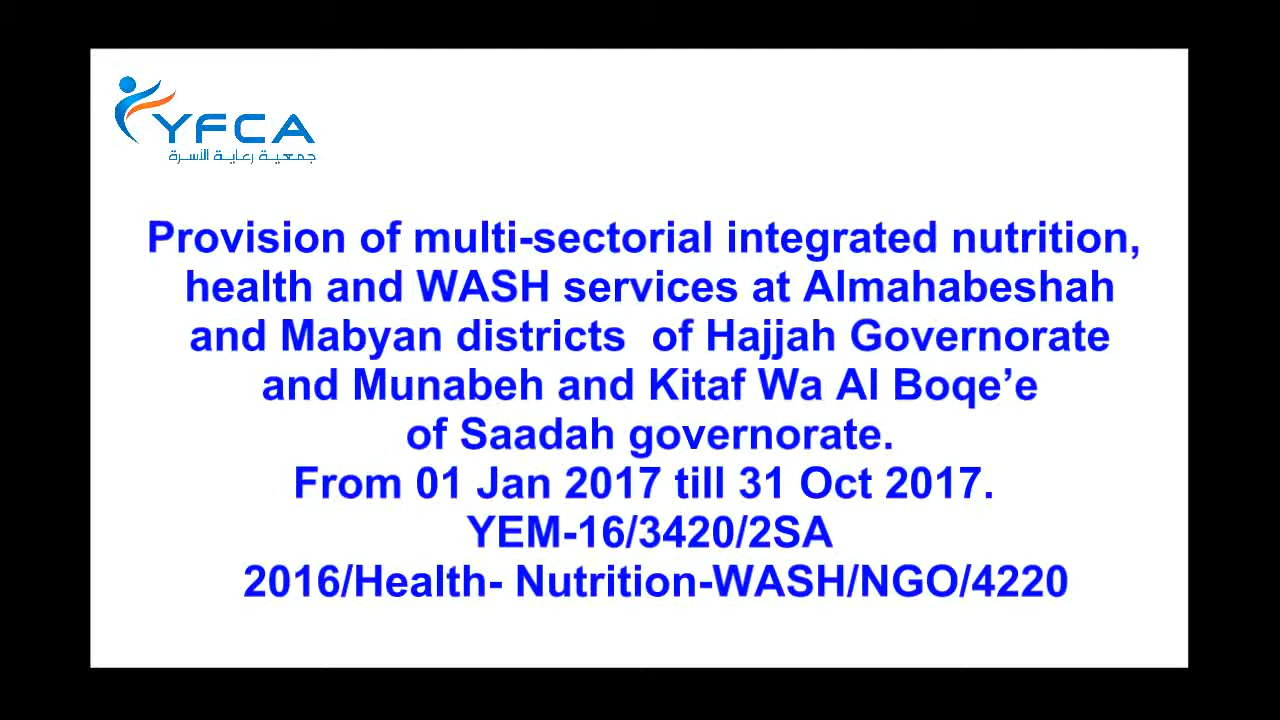 YFCA
جمعية رعاية الأسرة
Provision of multi-sectorial integrated nutrition,
health and WASH services at Almahabeshah
and Mabyan districts  of Hajjah Governorate
and Munabeh and Kitaf Wa Al Boqe’e
of Saadah governorate.
From 01 Jan 2017 till 31 Oct 2017.
YEM-16/3420/2SA
2016/Health- Nutrition-WASH/NGO/4220